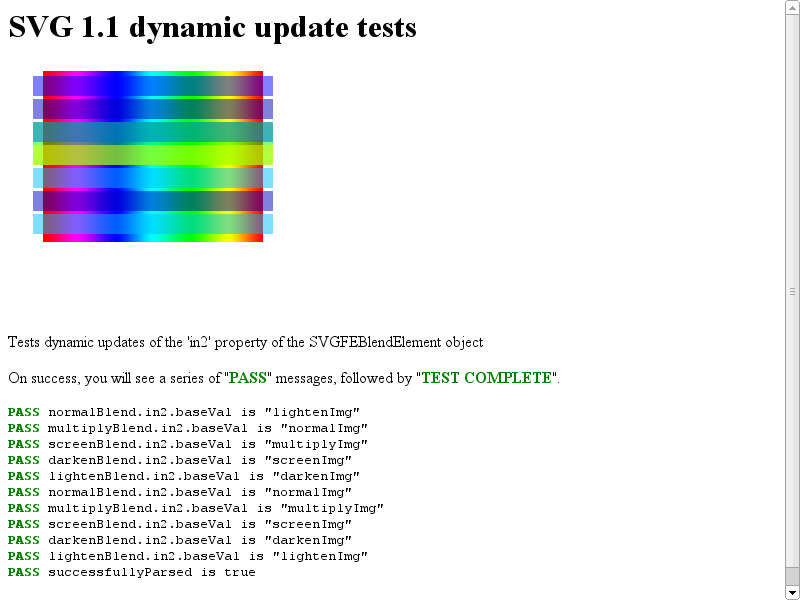 SVG 1.1 dynamic update tests
Tests dynamic updates of the 'in2' property of the SVGFEBlendElement object
On success, you will see a series of "PASS" messages, followed by "TEST COMPLETE".
PASS normalBlend.in2.baseVal is "lightenImg"
PASS multiplyBlend.in2.baseVal is "normalImg"
PASS screenBlend.in2.baseVal is "multiplyImg"
PASS darkenBlend.in2.baseVal is "screenImg"
PASS lightenBlend.in2.baseVal is "darkenImg"
PASS normalBlend.in2.baseVal is "normalImg"
PASS multiplyBlend.in2.baseVal is "multiplyImg"
PASS screenBlend.in2.baseVal is "screenImg"
PASS darkenBlend.in2.baseVal is "darkenImg"
PASS lightenBlend.in2.baseVal is "lightenImg"
PASS successfullyParsed is true